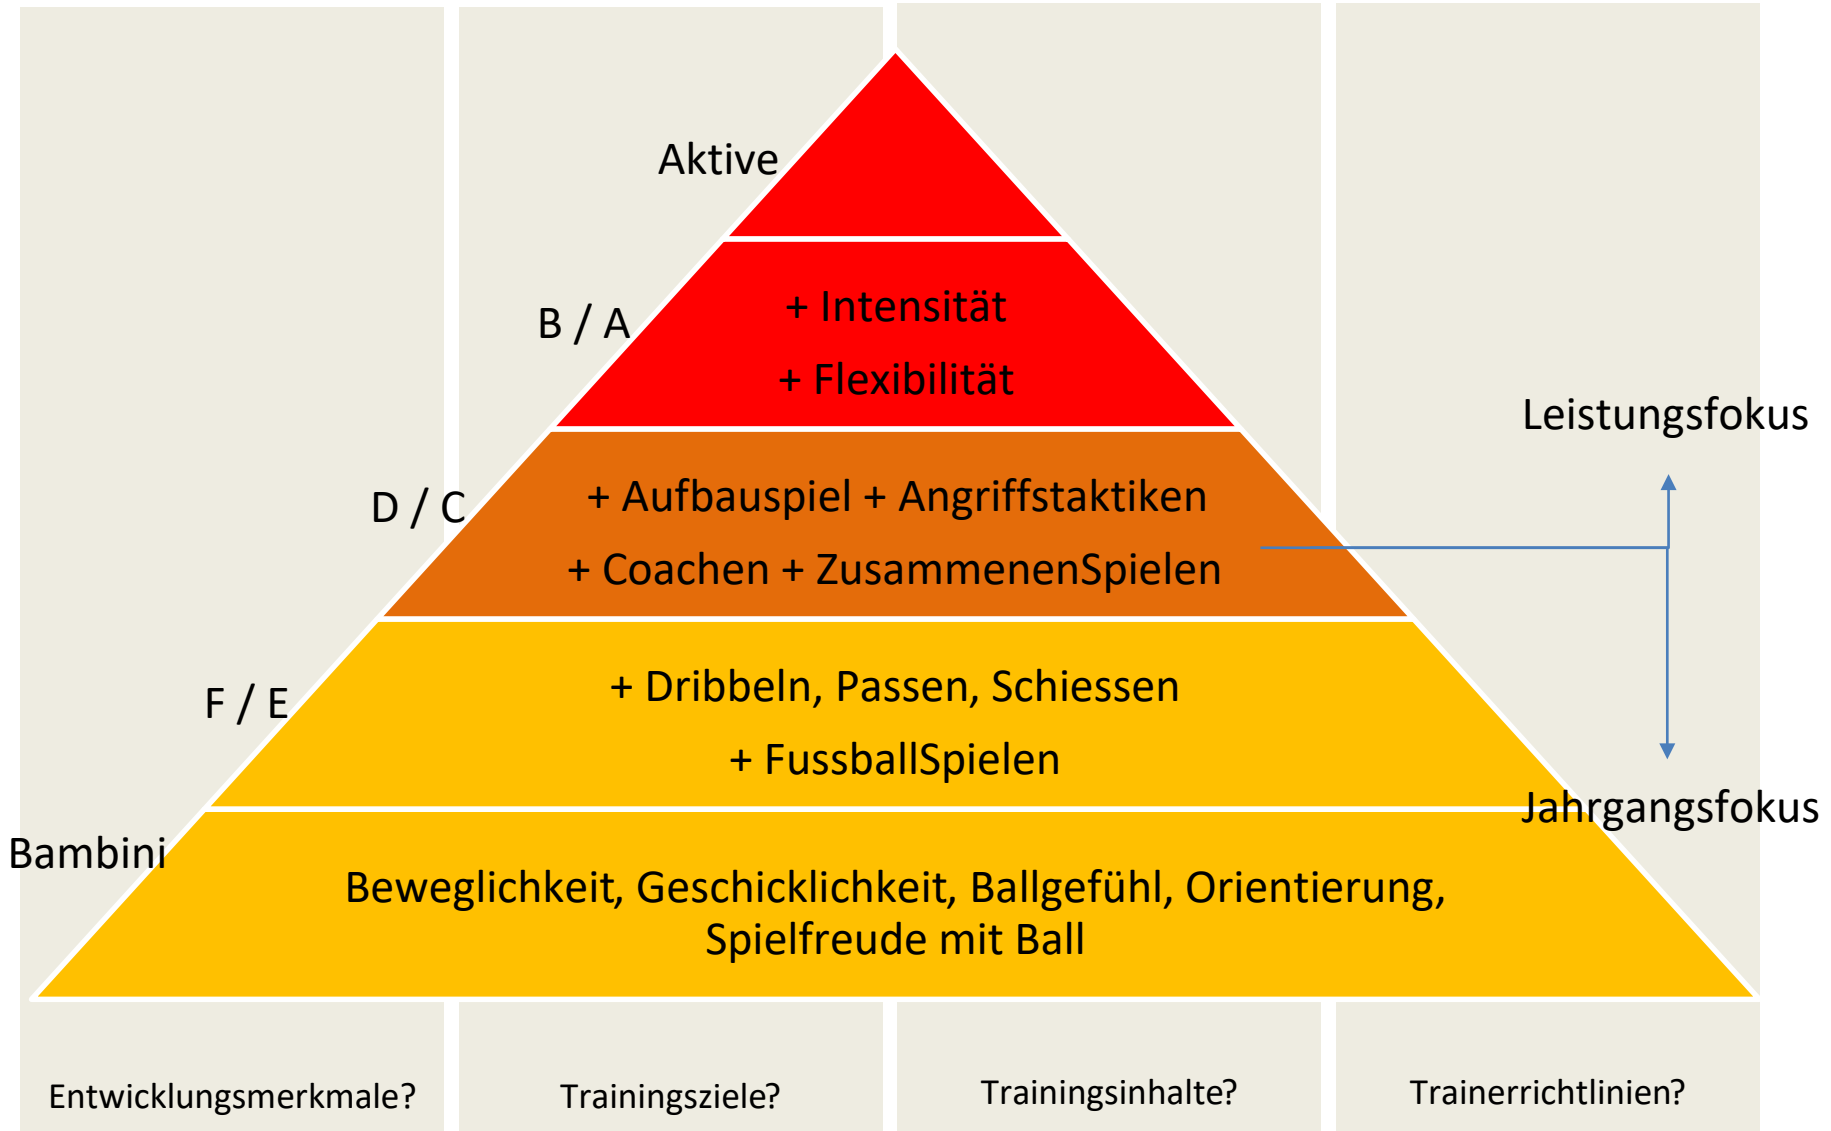 Aktive
B / A
+ Intensität
+ Flexibilität
Leistungsfokus
D / C
+ Aufbauspiel + Angriffstaktiken
+ Coachen + ZusammenenSpielen
F / E
+ Dribbeln, Passen, Schiessen
+ FussballSpielen
Jahrgangsfokus
Bambini
Beweglichkeit, Geschicklichkeit, Ballgefühl, Orientierung,
Spielfreude mit Ball
Entwicklungsmerkmale?
Trainingsziele?
Trainingsinhalte?
Trainerrichtlinien?